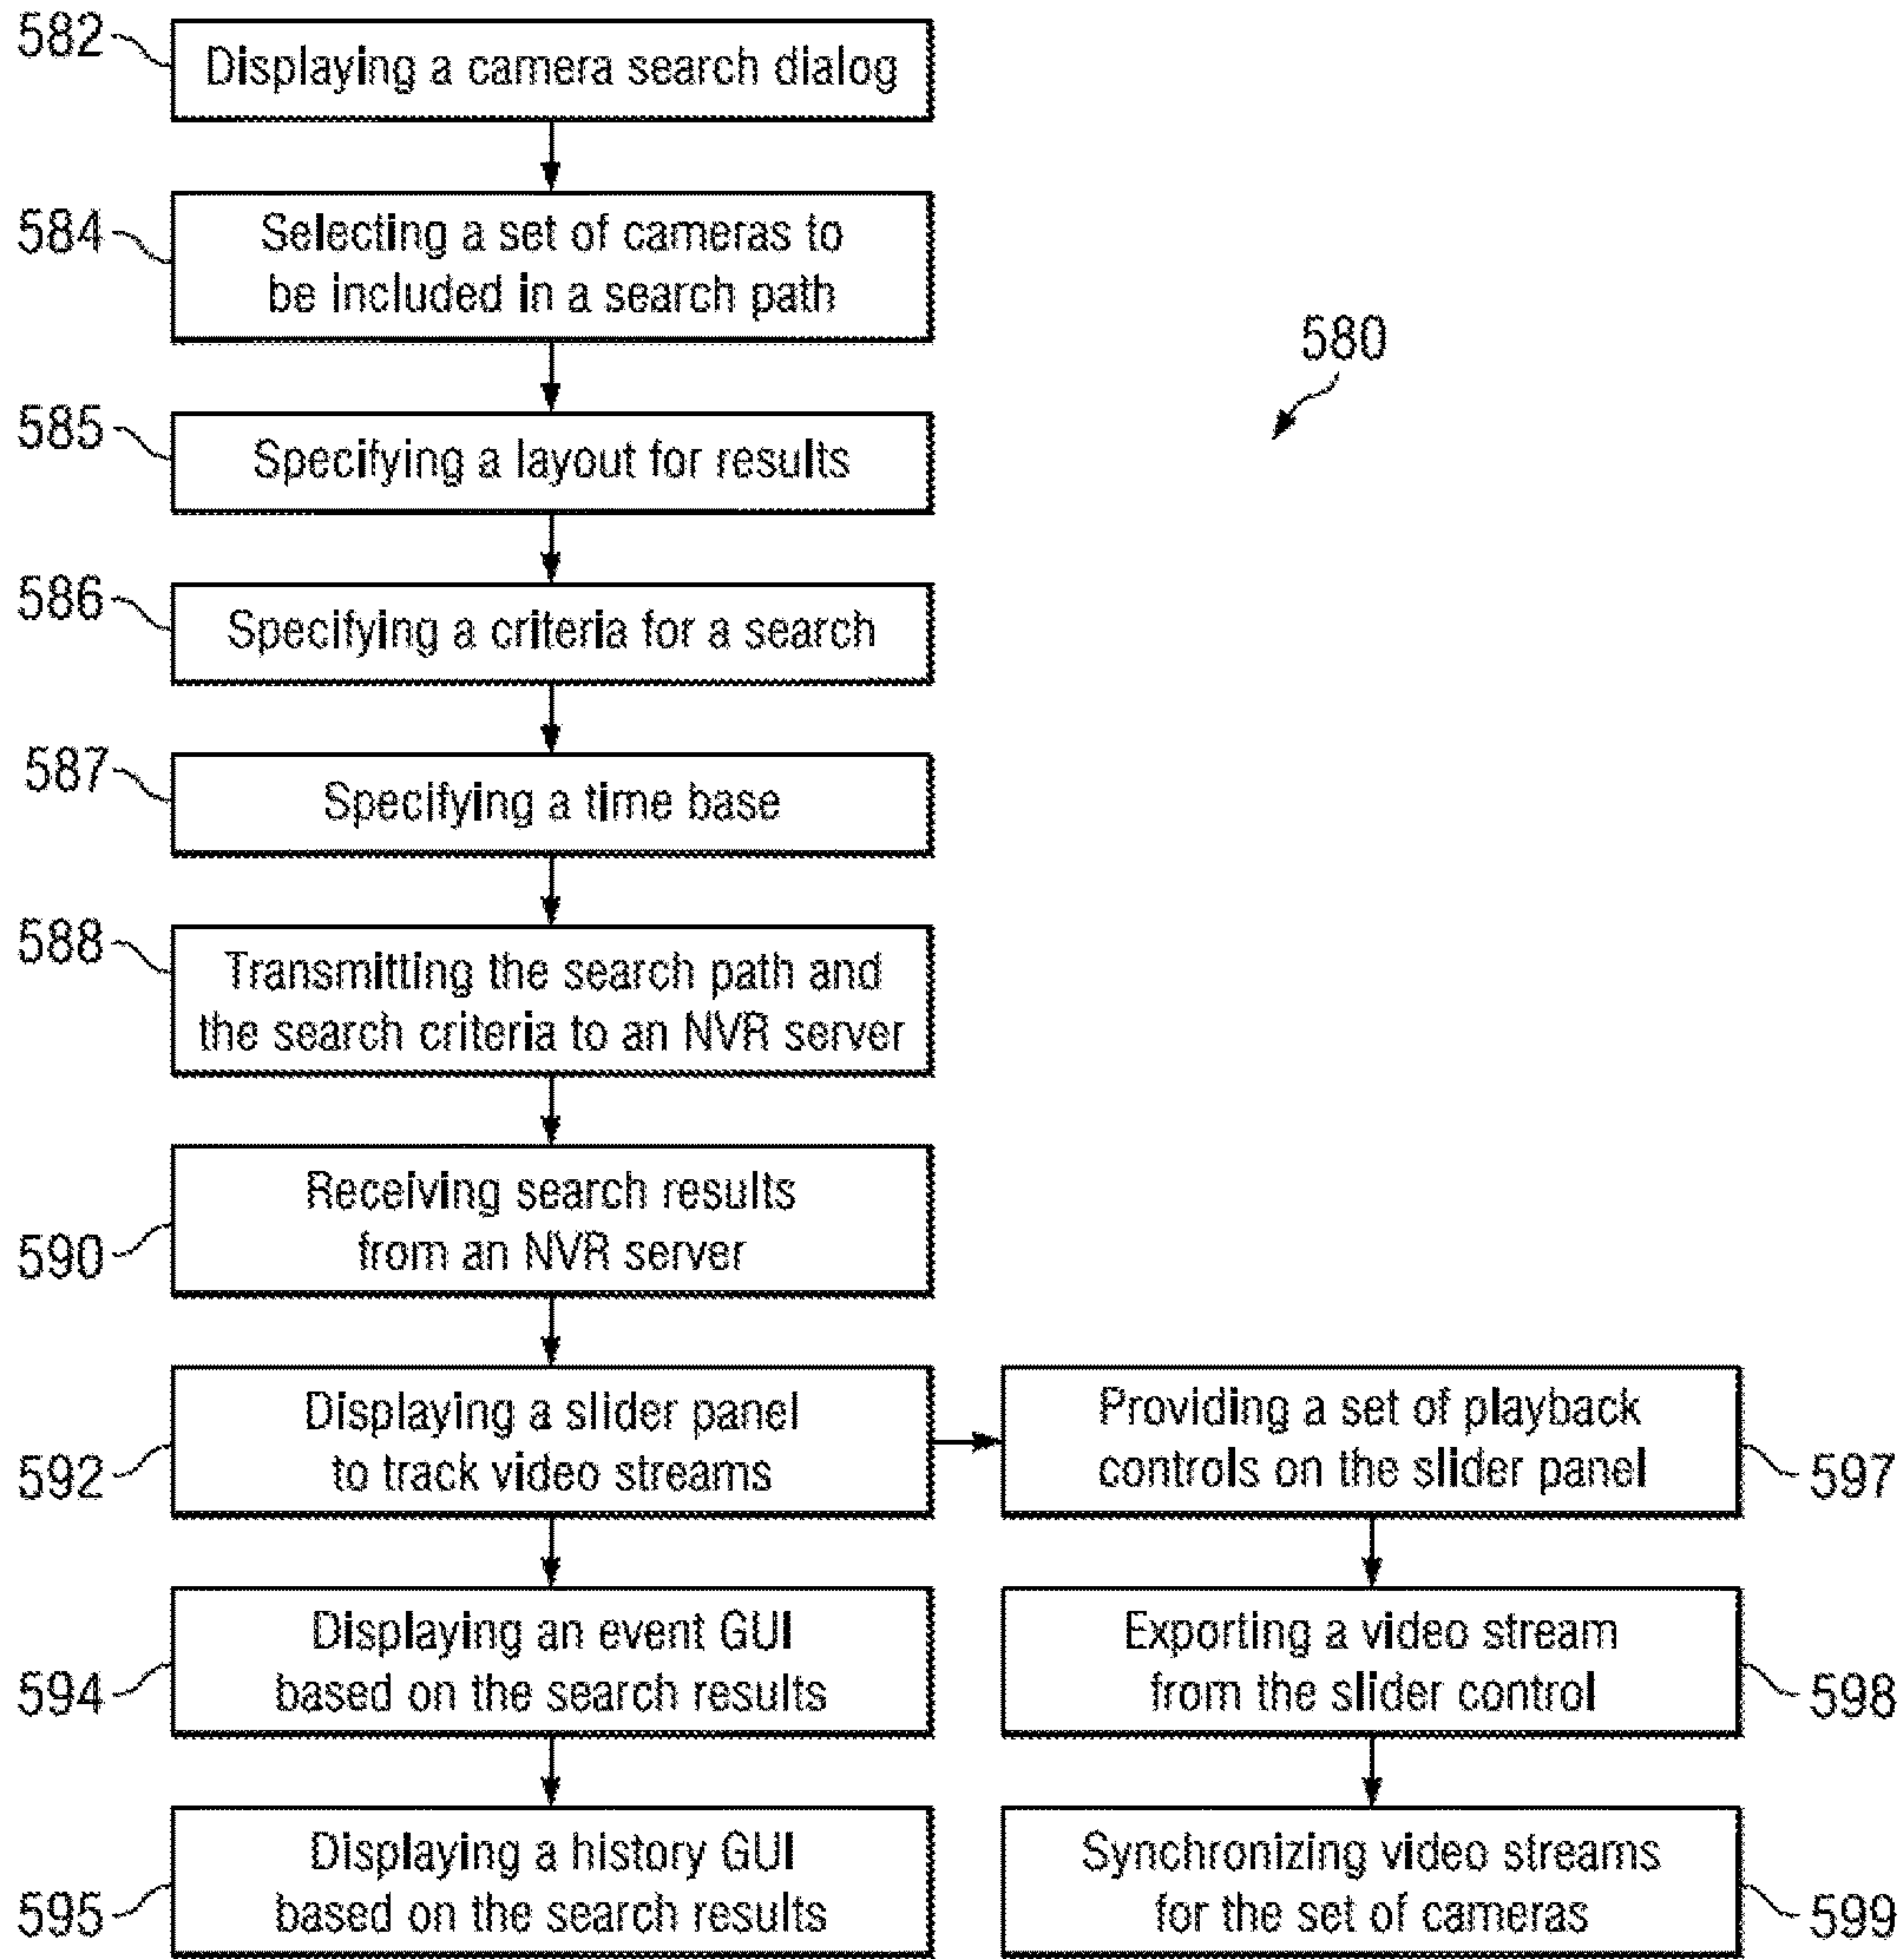 582
Displaying a camera search dialog
584
Selecting a set of cameras to
be included in a search path
580
585
Specifying a layout for results
586
Specifying a criteria for a search
587
Specifying a time base
588
Transmitting the search path and
the search criteria to an NVR server
590
Receiving search results
from an NVR server
592
Displaying a slider panel
to track video streams
Providing a set of playback
controls on the slider panel
597
594
Displaying an event GUI
based on the search results
Exporting a video stream
from the slider control
598
595
Displaying a history GUI
based on the search results
Synchronizing video streams
for the set of cameras
599